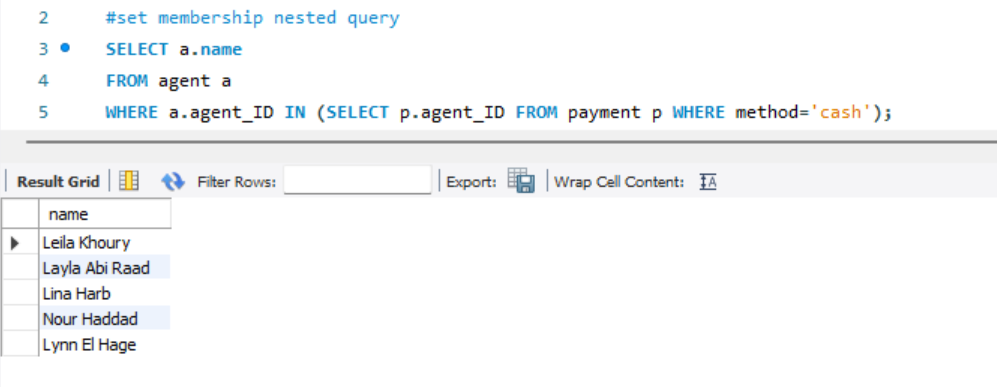 2 #set membership nested query
3 SELECT a.name
4 FROM agent a
5 WHERE a.agent_ID IN (SELECT p.agent_ID FROM payment p WHERE method='cash');
Result Grid Filter Rows: Export: Wrap Cell Content: IA
name
Leila Khoury
Layla Abi Raad
Lina Harb
Nour Haddad
Lynn El Hage